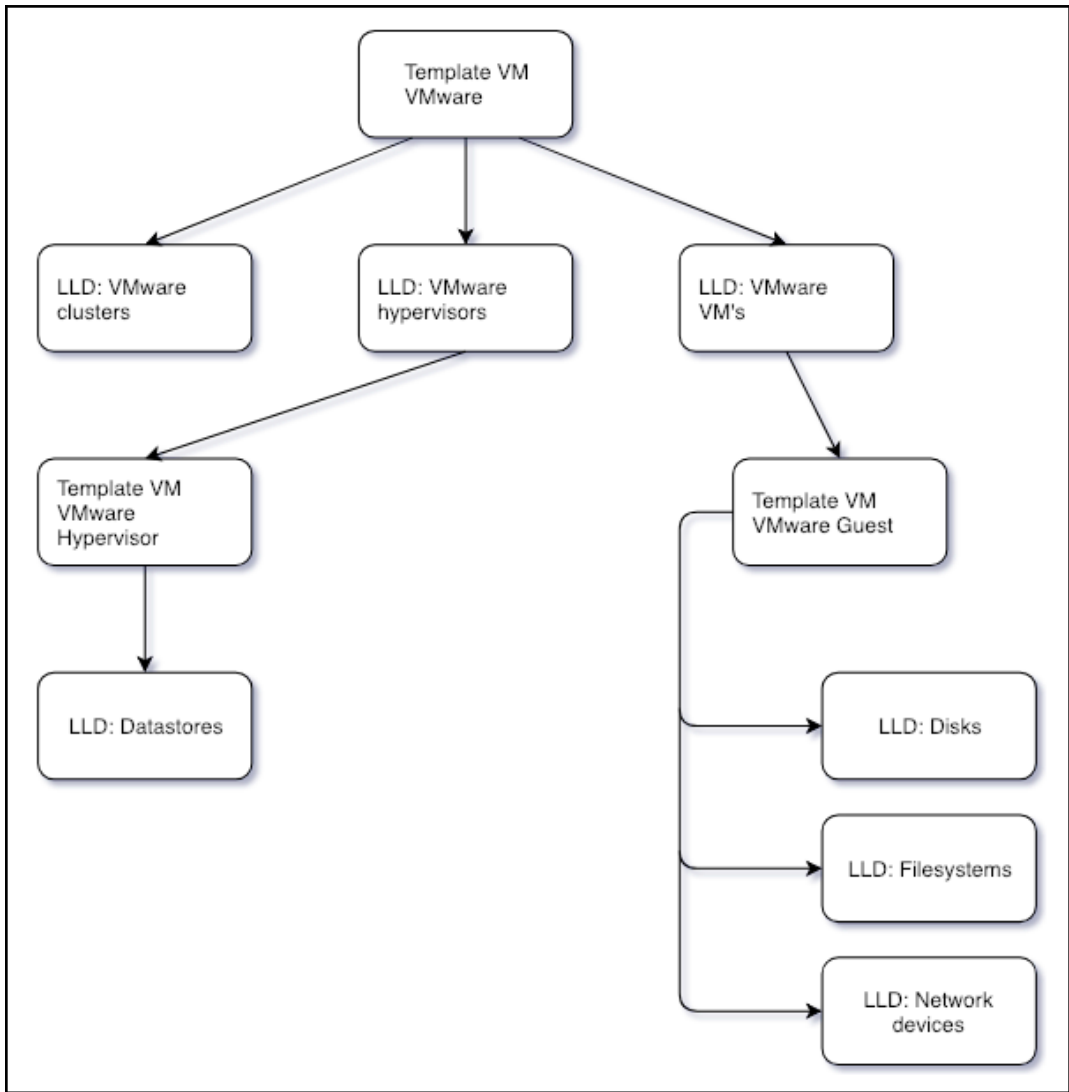 Template VM
VMware
LLD: VMware
clusters
LLD: VMware
hypervisors
LLD: VMware
VM's
Template VM
VMware
Hypervisor
Template VM
VMware Guest
LLD: Datastores
LLD: Disks
LLD: Filesystems
LLD: Network
devices